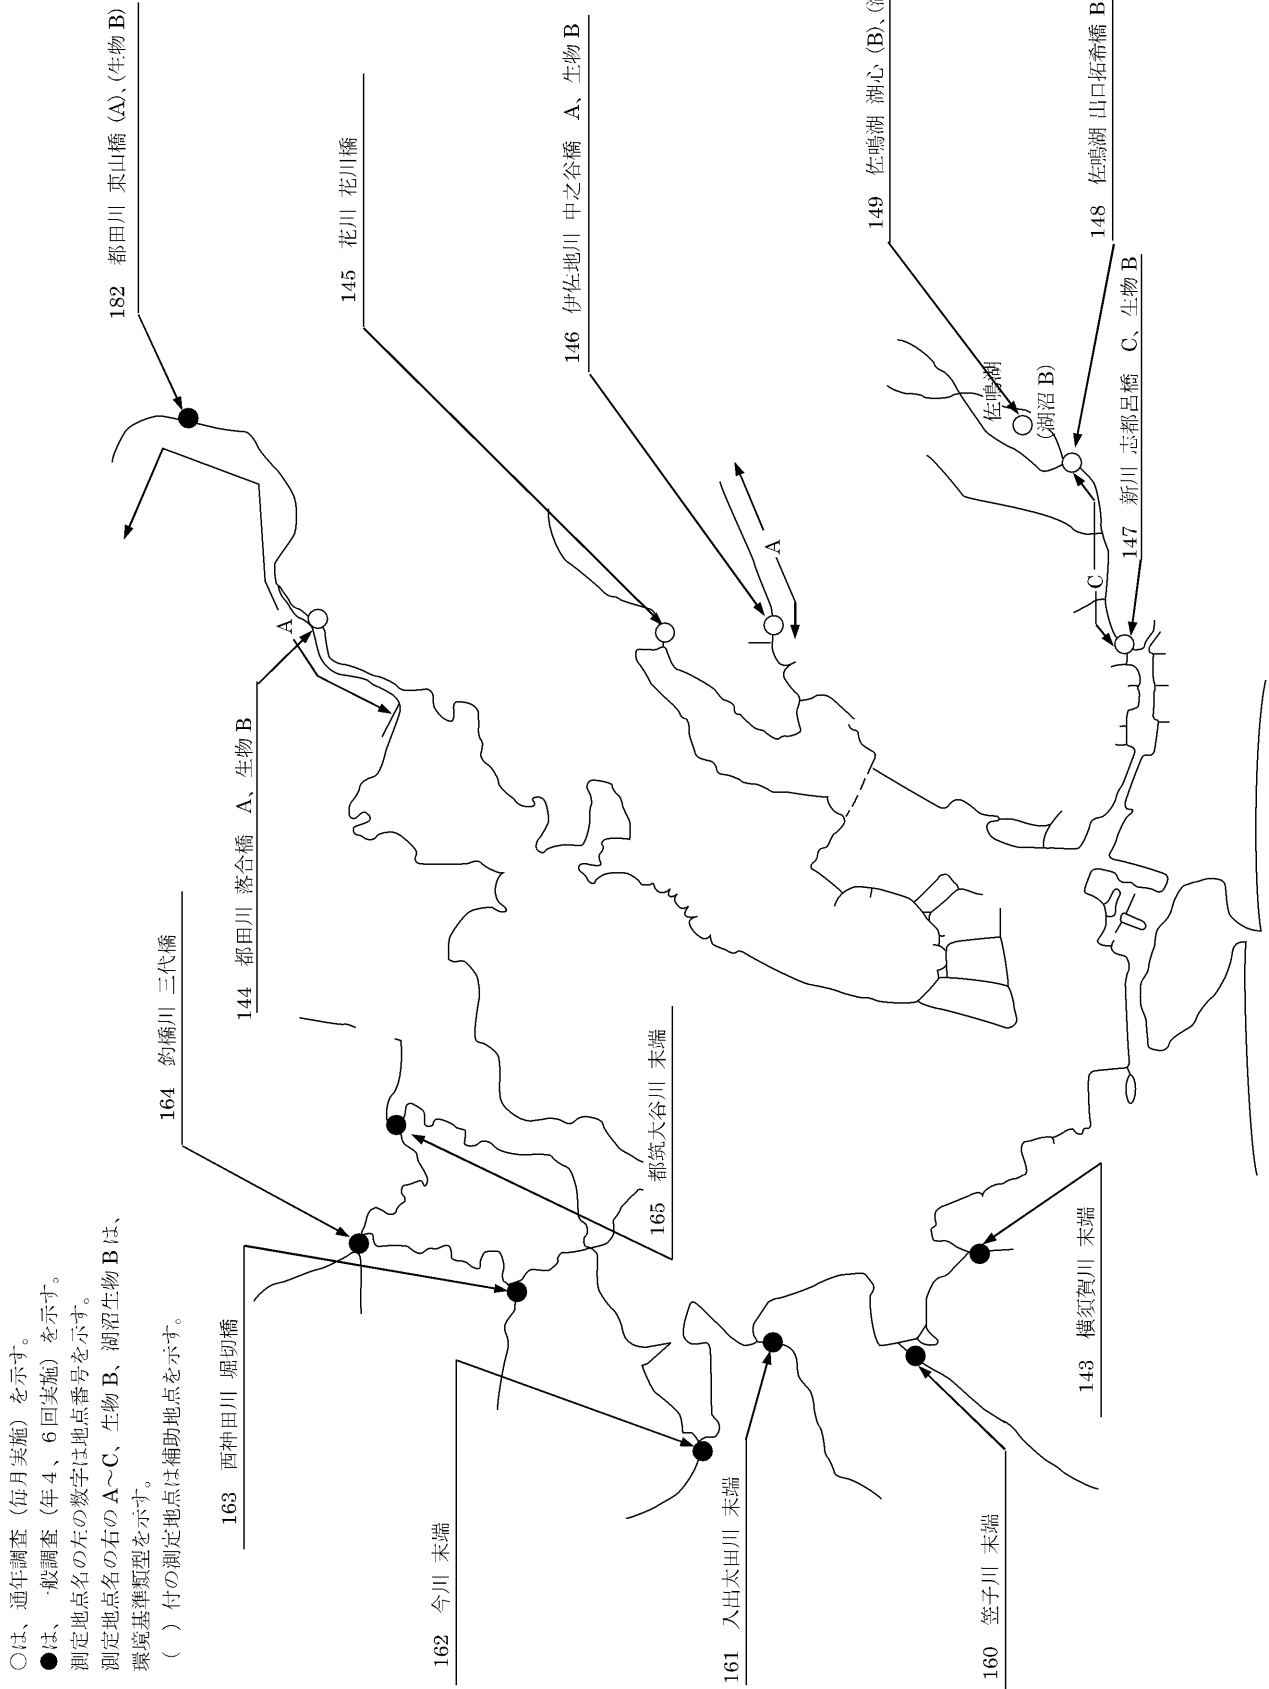 ○は、通年調査（毎月実施）を示す。
●は、一般調査（年４、６回実施）を示す。
測定地点名の左の数字は地点番号を示す。
測定地点名の右のA～C、生物B、湖沼生物Bは、
環境基準類型を示す。
（　）付の測定地点は補助地点を示す。
182 都田川 東山橋 (A)、(生物B)
145 花川 花川橋
146 伊佐地川 中之谷橋 A、生物B
149 佐鳴湖 湖心 (B)、
148 佐鳴湖 出口拓希橋 B
147 新川 志都呂橋 C、生物B
佐鳴湖
(湖沼B)
A
A
C
144 都田川 落合橋 A、生物B
164 釣橋川 三代橋
165 都筑大谷川 末端
163 西神田川 堀切橋
162 今川 末端
161 入出太田川 末端
160 笠子川 末端
143 横須賀川 末端